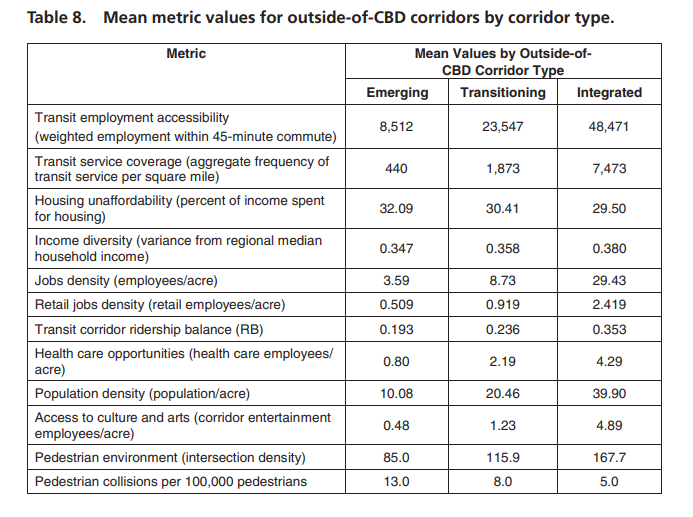 Table 8. Mean metric values for outside-of-CBD corridors by corridor type.
Metric
Mean Values by Outside-of-
CBD Corridor Type
Emerging Transitioning Integrated
Transit employment accessibility
(weighted employment within 45-minute commute) 8,512 23,547 48,471
Transit service coverage (aggregate frequency of
transit service per square mile) 440 1,873 7,473
Housing unaffordability (percent of income spent
for housing) 32.09 30.41 29.50
Income diversity (variance from regional median
household income) 0.347 0.358 0.380
Jobs density (employees/acre) 3.59 8.73 29.43
Retail jobs density (retail employees/acre) 0.509 0.919 2.419
Transit corridor ridership balance (RB) 0.193 0.236 0.353
Health care opportunities (health care employees/
acre) 0.80 2.19 4.29
Population density (population/acre) 10.08 20.46 39.90
Access to culture and arts (corridor entertainment
employees/acre) 0.48 1.23 4.89
Pedestrian environment (intersection density) 85.0 115.9 167.7
Pedestrian collisions per 100,000 pedestrians 13.0 8.0 5.0